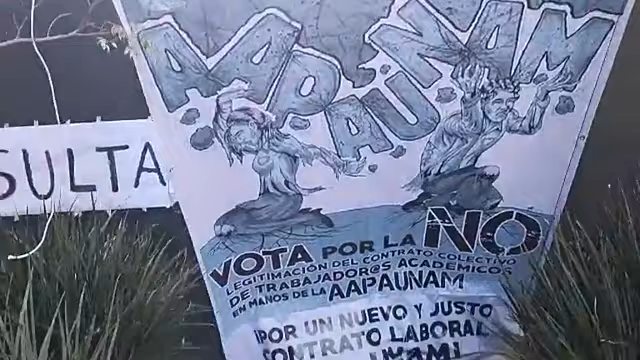 AAPAUNAM
SULTA
VOTA POR LA NO
LEGITIMACIÓN DEL CONTRATO COLECTIVO
DE TRABAJADOR@S ACADÉMICOS
EN MANOS DE LA AAPAUNAM
¡POR UN NUEVO Y JUSTO
CONTRATO LABORAL
UNAM!